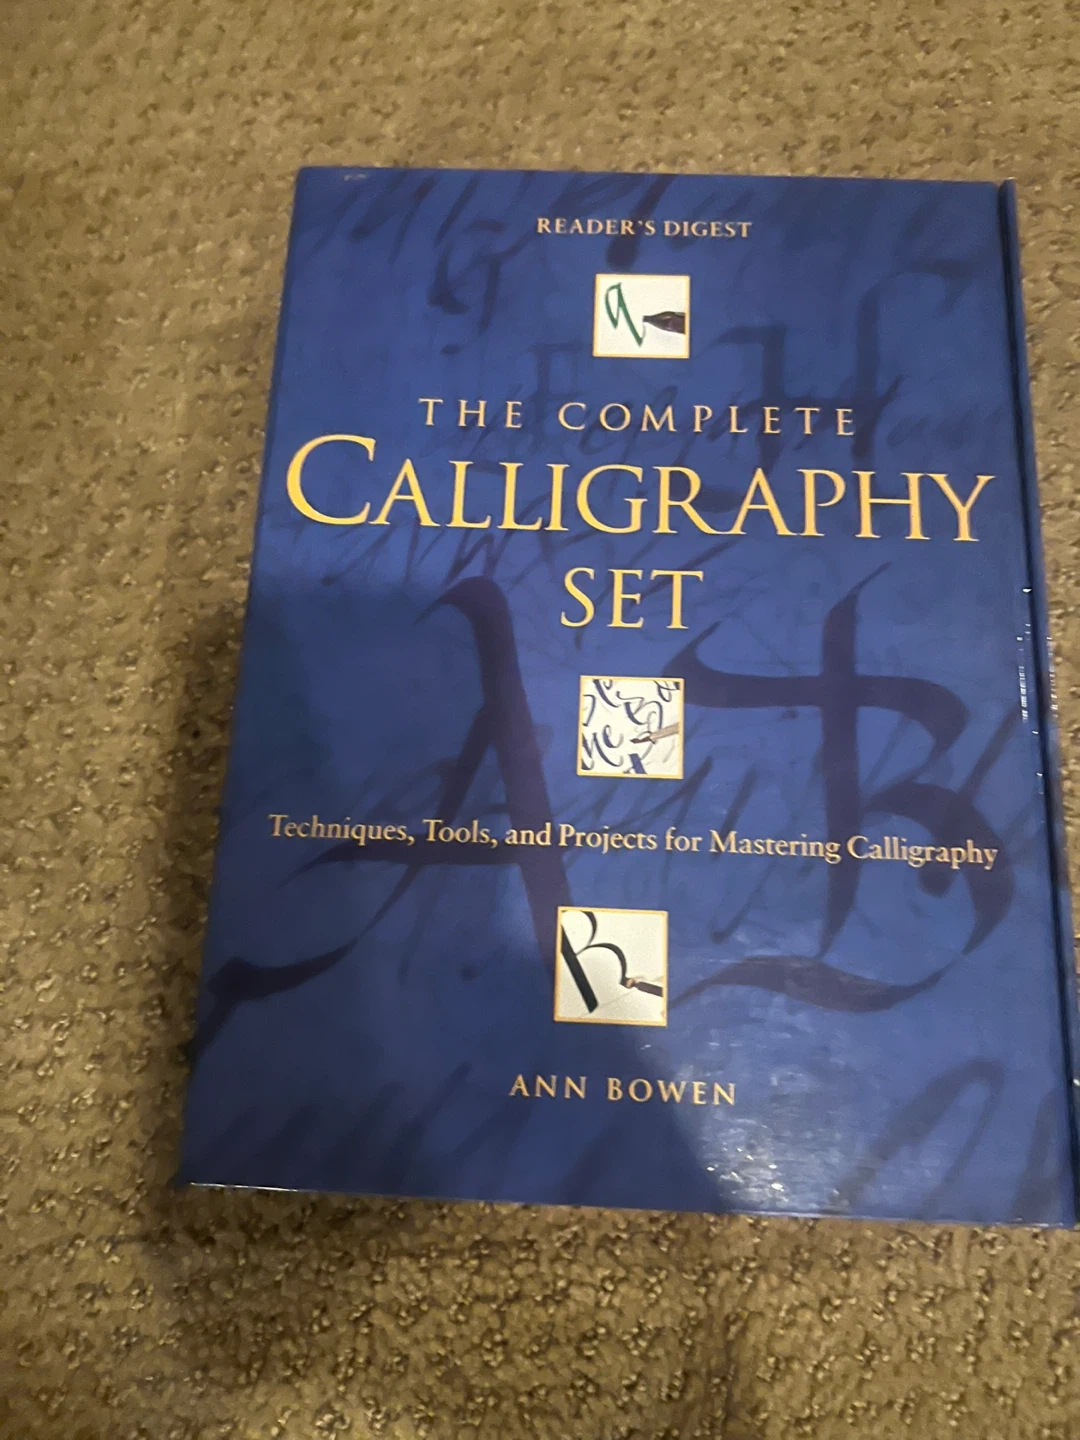 READER'S DIGEST
THE COMPLETE
CALLIGRAPHY
SET
Techniques, Tools, and Projects for Mastering Calligraphy
ANN BOWEN